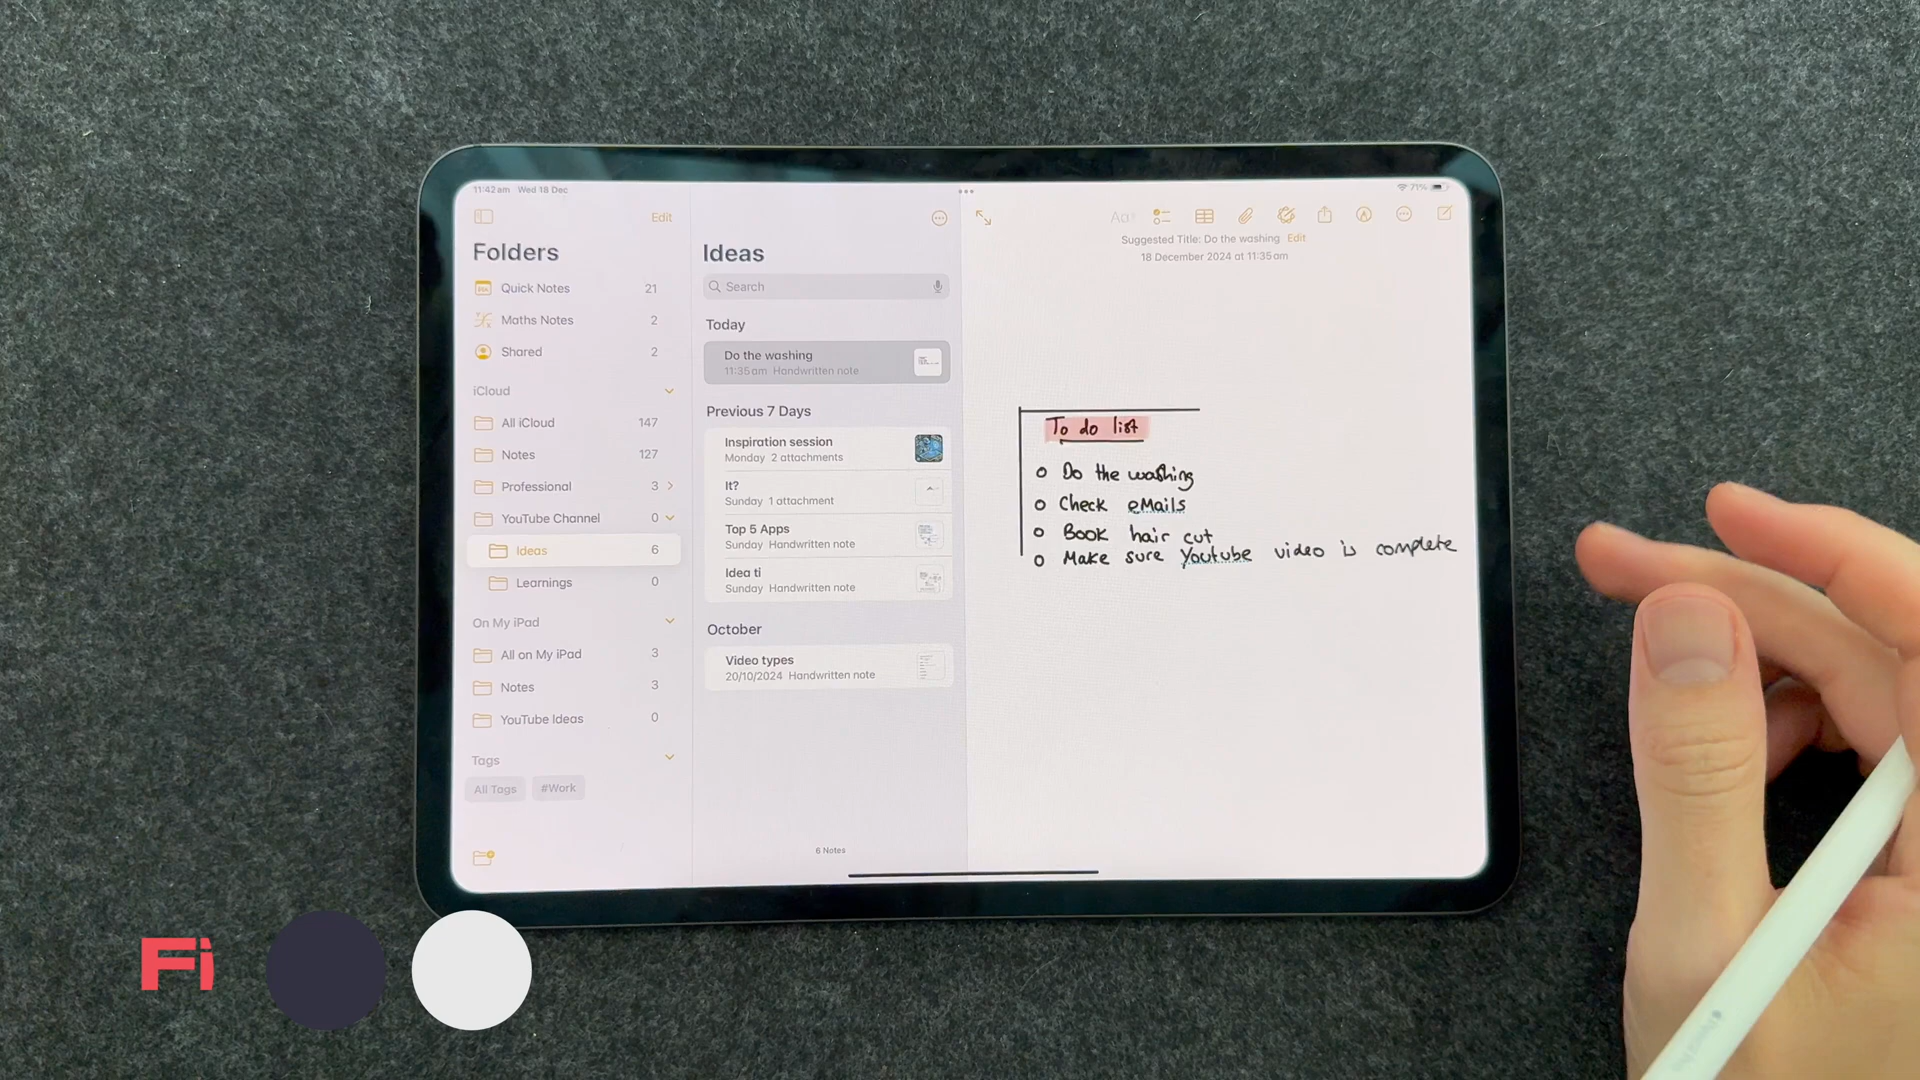 11:42am Wed 18 Dec
71%
Edit
Folders
Quick Notes 21
Maths Notes 2
Shared 2
iCloud
All iCloud 147
Notes 127
Professional 3
YouTube Channel 0
Ideas 6
Learnings 0
On My iPad
All on My iPad 3
Notes 3
YouTube Ideas 0
Tags
All Tags #Work
Ideas
Search
Today
Do the washing
11:35am Handwritten note
Previous 7 Days
Inspiration session
Monday 2 attachments
It?
Sunday 1 attachment
Top 5 Apps
Sunday Handwritten note
Idea ti
Sunday Handwritten note
October
Video types
20/10/2024 Handwritten note
6 Notes
Aa
Suggested Title: Do the washing Edit
18 December 2024 at 11:35am
To do list
Do the washing
Check eMails
Book hair cut
Make sure Youtube video is complete
Fi